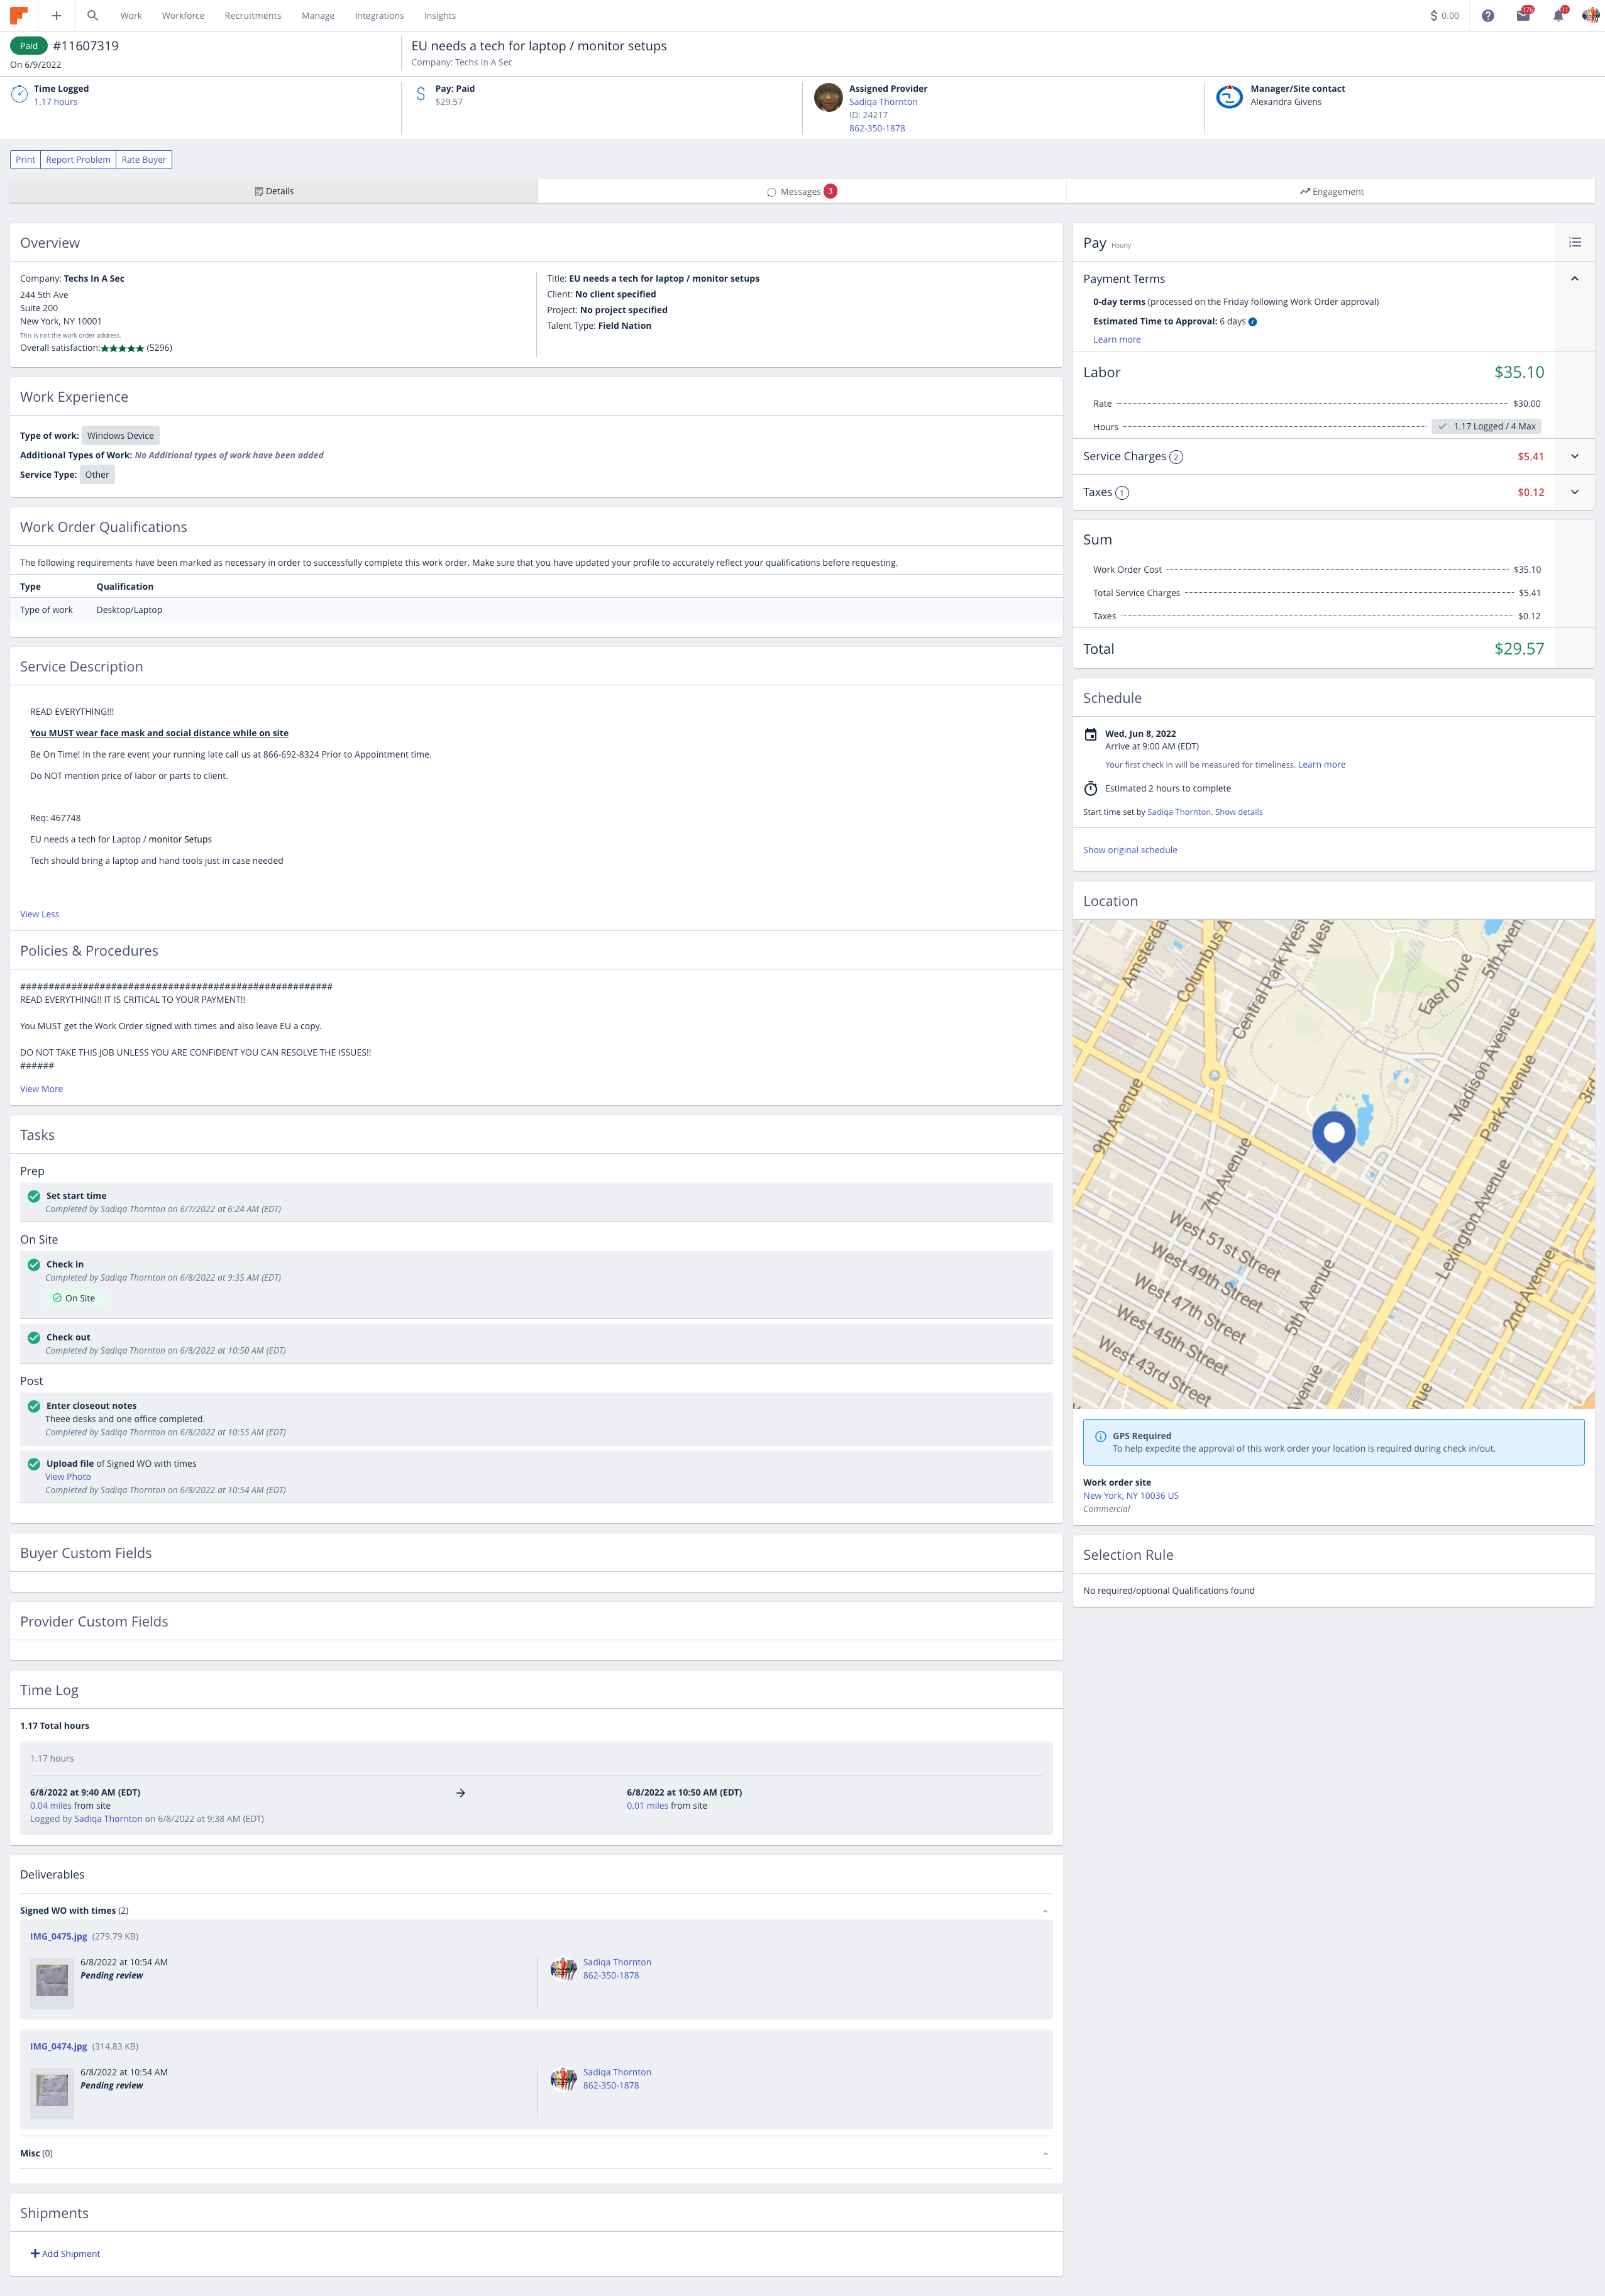 Work Workforce Recruitments Manage Integrations Insights
$ 0.00
176
11
Paid #11607319
On 6/9/2022
EU needs a tech for laptop / monitor setups
Company: Techs In A Sec
Time Logged
1.17 hours
Pay: Paid
$29.57
Assigned Provider
Sadiqa Thornton
ID: 24217
862-350-1878
Manager/Site contact
Alexandra Givens
Print Report Problem Rate Buyer
Details
Messages 3
Engagement
Overview
Company: Techs In A Sec
244 5th Ave
Suite 200
New York, NY 10001
This is not the work order address.
Overall satisfaction:★★★★★ (5296)
Title: EU needs a tech for laptop / monitor setups
Client: No client specified
Project: No project specified
Talent Type: Field Nation
Work Experience
Type of work: Windows Device
Additional Types of Work: No Additional types of work have been added
Service Type: Other
Work Order Qualifications
The following requirements have been marked as necessary in order to successfully complete this work order. Make sure that you have updated your profile to accurately reflect your qualifications before requesting.
Type Qualification
Type of work Desktop/Laptop
Service Description
READ EVERYTHING!!!
You MUST wear face mask and social distance while on site
Be On Time! In the rare event your running late call us at 866-692-8324 Prior to Appointment time.
Do NOT mention price of labor or parts to client.
Req: 467748
EU needs a tech for Laptop / monitor Setups
Tech should bring a laptop and hand tools just in case needed
View Less
Policies & Procedures
#######################################################
READ EVERYTHING!! IT IS CRITICAL TO YOUR PAYMENT!!
You MUST get the Work Order signed with times and also leave EU a copy.
DO NOT TAKE THIS JOB UNLESS YOU ARE CONFIDENT YOU CAN RESOLVE THE ISSUES!!
######
View More
Tasks
Prep
Set start time
Completed by Sadiqa Thornton on 6/7/2022 at 6:24 AM (EDT)
On Site
Check in
Completed by Sadiqa Thornton on 6/8/2022 at 9:35 AM (EDT)
On Site
Check out
Completed by Sadiqa Thornton on 6/8/2022 at 10:50 AM (EDT)
Post
Enter closeout notes
Theee desks and one office completed.
Completed by Sadiqa Thornton on 6/8/2022 at 10:55 AM (EDT)
Upload file of Signed WO with times
View Photo
Completed by Sadiqa Thornton on 6/8/2022 at 10:54 AM (EDT)
Buyer Custom Fields
Provider Custom Fields
Time Log
1.17 Total hours
1.17 hours
6/8/2022 at 9:40 AM (EDT)
0.04 miles from site
Logged by Sadiqa Thornton on 6/8/2022 at 9:38 AM (EDT)
6/8/2022 at 10:50 AM (EDT)
0.01 miles from site
Deliverables
Signed WO with times (2)
IMG_0475.jpg (279.79 KB)
6/8/2022 at 10:54 AM
Pending review
Sadiqa Thornton
862-350-1878
IMG_0474.jpg (314.83 KB)
6/8/2022 at 10:54 AM
Pending review
Sadiqa Thornton
862-350-1878
Misc (0)
Shipments
Add Shipment
Pay Hourly
Payment Terms
0-day terms (processed on the Friday following Work Order approval)
Estimated Time to Approval: 6 days
Learn more
Labor $35.10
Rate $30.00
Hours 1.17 Logged / 4 Max
Service Charges 2 $5.41
Taxes 1 $0.12
Sum
Work Order Cost $35.10
Total Service Charges $5.41
Taxes $0.12
Total $29.57
Schedule
Wed, Jun 8, 2022
Arrive at 9:00 AM (EDT)
Your first check in will be measured for timeliness. Learn more
Estimated 2 hours to complete
Start time set by Sadiqa Thornton. Show details
Show original schedule
Location
Amsterda
Columbus A
Central Park West
West
East Drive
5th Aven
9th Avenue
7th Avenue
Madison Avenue
Park Avenue
3rd
Lexington Avenue
2nd Avenue
5th Avenue
West 51st Street
West 49th Street
West 47th Street
West 45th Street
West 43rd Street
venue
nue
GPS Required
To help expedite the approval of this work order your location is required during check in/out.
Work order site
New York, NY 10036 US
Commercial
Selection Rule
No required/optional Qualifications found